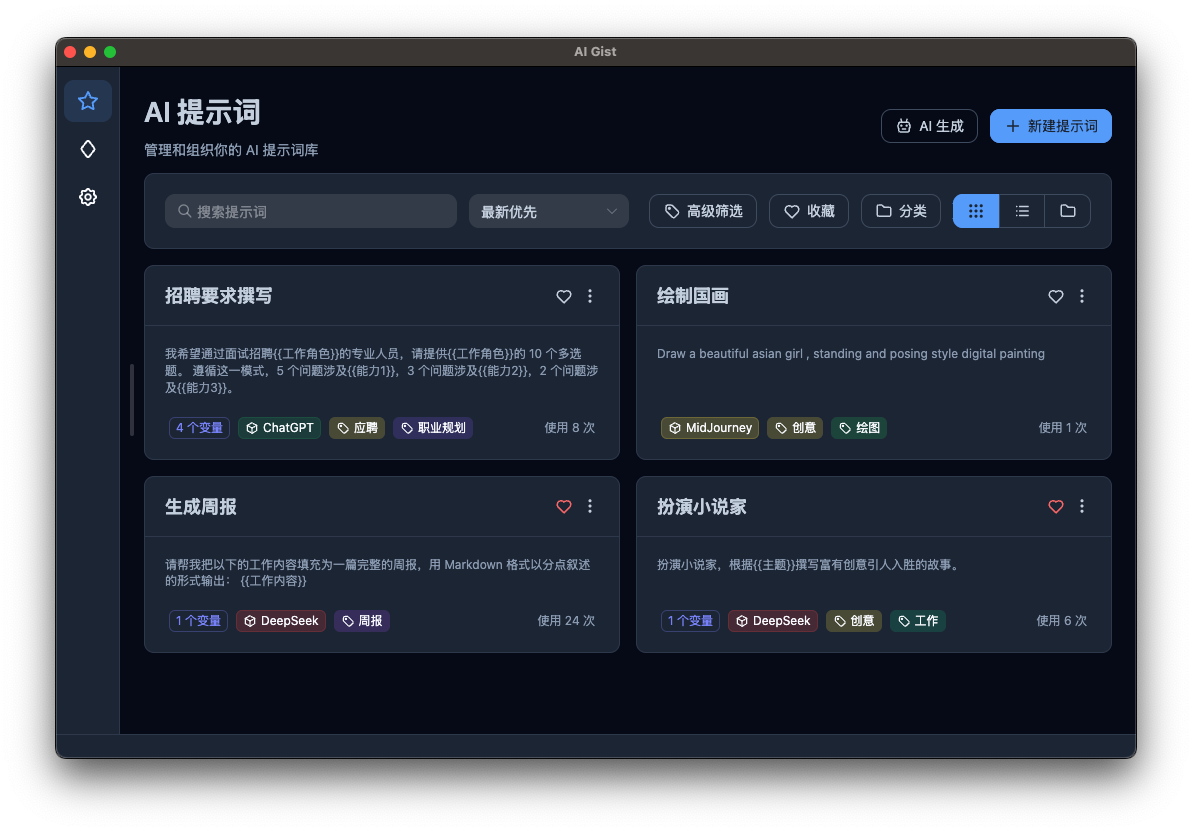 AI Gist
AI 提示词
管理和组织你的 AI 提示词库
AI 生成
新建提示词
搜索提示词
最新优先
高级筛选
收藏
分类
招聘要求撰写
我希望通过面试招聘{{工作角色}}的专业人员，请提供{{工作角色}}的 10 个多选
题。 遵循这一模式，5 个问题涉及{{能力1}}，3 个问题涉及{{能力2}}，2 个问题涉
及{{能力3}}。
4 个变量
ChatGPT
应聘
职业规划
使用 8 次
绘制国画
Draw a beautiful asian girl , standing and posing style digital painting
MidJourney
创意
绘图
使用 1 次
生成周报
请帮我把以下的工作内容填充为一篇完整的周报，用 Markdown 格式以分点叙述
的形式输出： {{工作内容}}
1 个变量
DeepSeek
周报
使用 24 次
扮演小说家
扮演小说家，根据{{主题}}撰写富有创意引人入胜的故事。
1 个变量
DeepSeek
创意
工作
使用 6 次